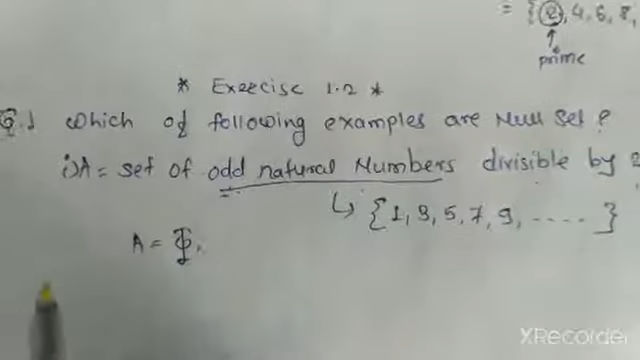 = {2, 4, 6, 8,
prime
* Exercise 1.2 *
Q.1 Which of following examples are Null set ?
i) A = set of odd natural Numbers divisible by 2
↳ {1, 3, 5, 7, 9, ..... }
A = Φ.
XRecorder